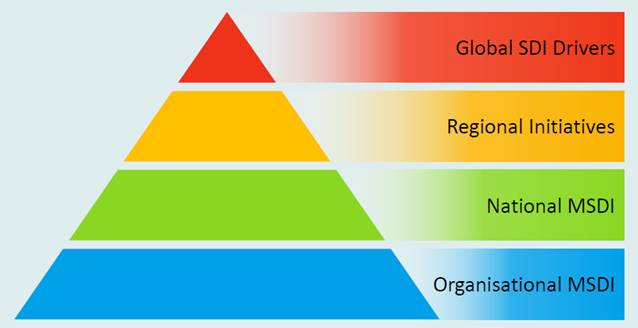 Global SDI Drivers
Regional Initiatives
National MSDI
Organisational MSDI